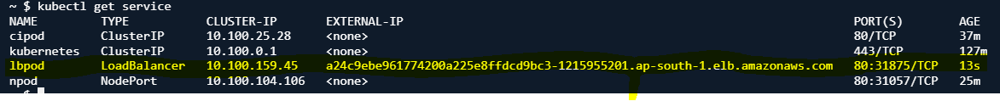 ~ $ kubectl get service
NAME TYPE CLUSTER-IP EXTERNAL-IP PORT(S) AGE
cipod ClusterIP 10.100.25.28 <none> 80/TCP 37m
kubernetes ClusterIP 10.100.0.1 <none> 443/TCP 127m
lbpod LoadBalancer 10.100.159.45 a24c9ebe961774200a225e8ffdcd9bc3-1215955201.ap-south-1.elb.amazonaws.com 80:31875/TCP 13s
npod NodePort 10.100.104.106 <none> 80:31057/TCP 25m
~ $